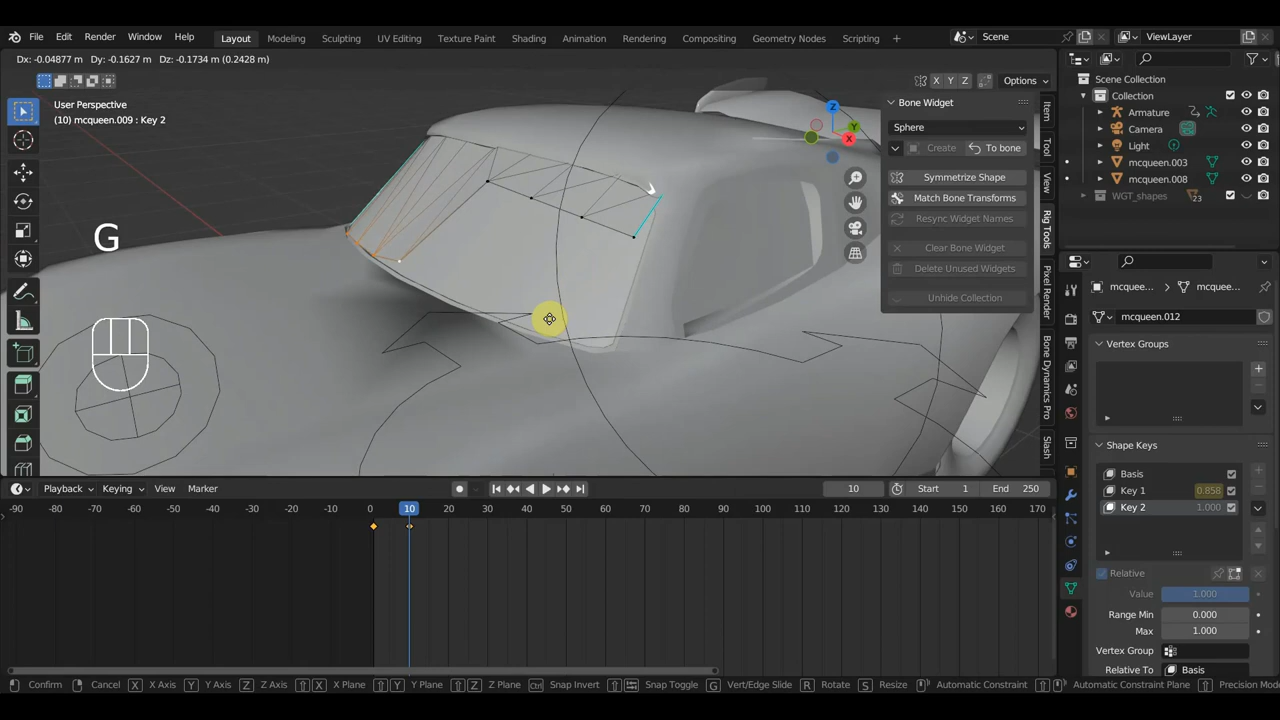 File Edit Render Window Help Layout Modeling Sculpting UV Editing Texture Paint Shading Animation Rendering Compositing Geometry Nodes Scripting + Scene ViewLayer
Dx: -0.04877 m Dy: -0.1627 m Dz: -0.1734 m (0.2428 m)
X Y Z Options
User Perspective
(10) mcqueen.009 : Key 2
G
Z
Y
X
Bone Widget
Sphere
Create To bone
Symmetrize Shape
Match Bone Transforms
Resync Widget Names
Clear Bone Widget
Delete Unused Widgets
Unhide Collection
Item
Tool
View
Rig Tools
Pixel Render
Bone Dynamics Pro
Slash
Scene Collection
Collection
Armature
Camera
Light
mcqueen.003
mcqueen.008
WGT_shapes 23
mcquee... mcquee...
mcqueen.012
Vertex Groups
Shape Keys
Basis
Key 1 0.858
Key 2 1.000
Relative
Value 1.000
Range Min 0.000
Max 1.000
Vertex Group
Relative To Basis
Playback Keying View Marker 10 Start 1 End 250
-90 -80 -70 -60 -50 -40 -30 -20 -10 0 10 20 30 40 50 60 70 80 90 100 110 120 130 140 150 160 170
Confirm Cancel X X Axis Y Y Axis Z Z Axis X X Plane Y Y Plane Z Z Plane Ctrl Snap Invert Snap Toggle G Vert/Edge Slide R Rotate S Resize Automatic Constraint Automatic Constraint Plane Precision Mod